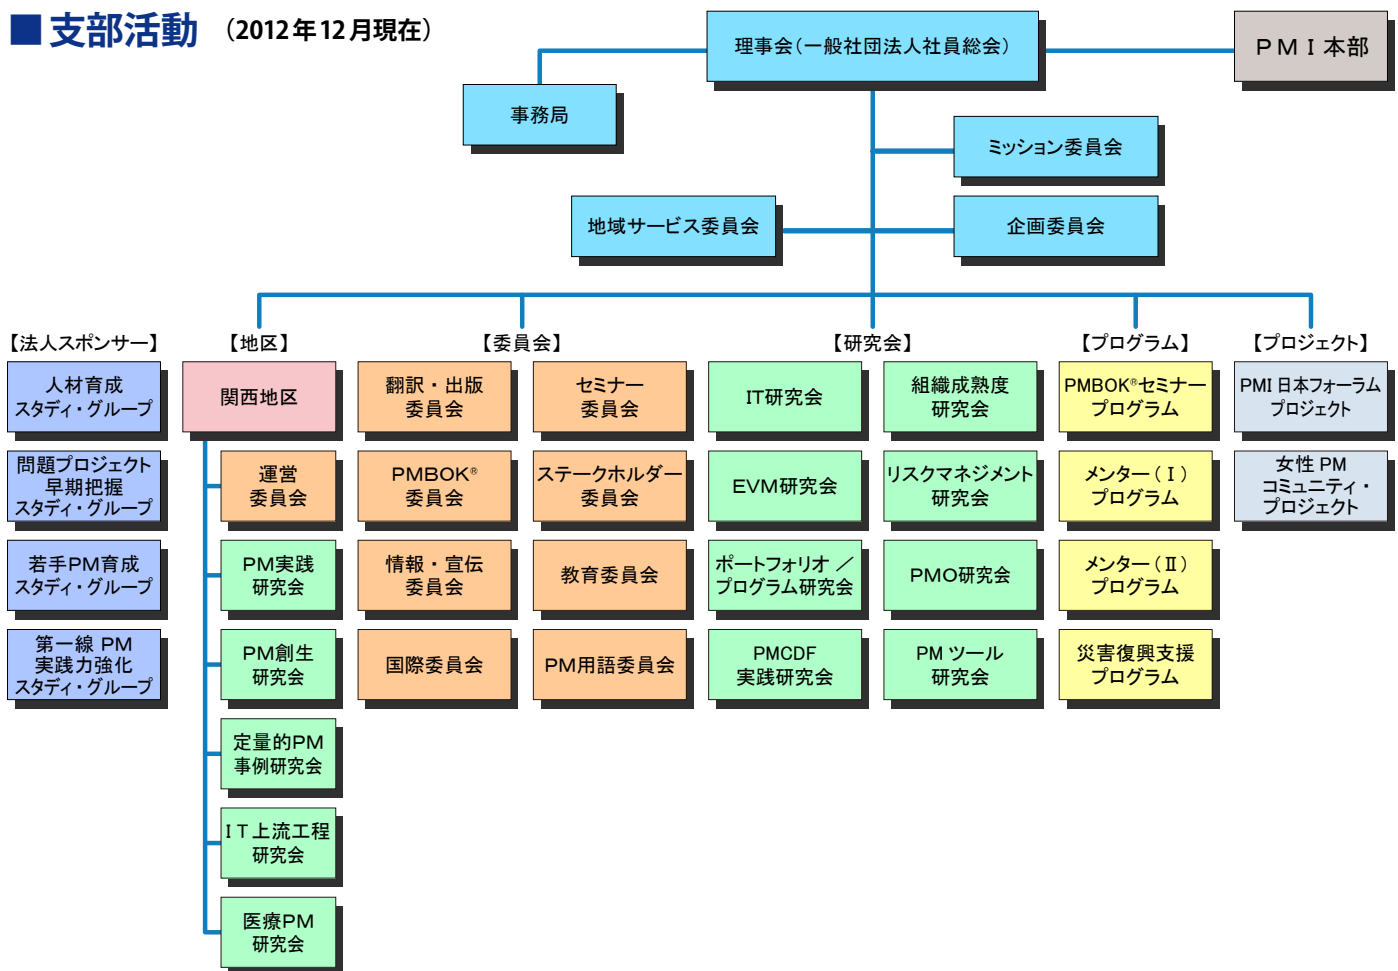 ■ 支部活動 (2012年12月現在)
理事会(一般社団法人社員総会)
PMI本部
事務局
ミッション委員会
地域サービス委員会
企画委員会
【法人スポンサー】
人材育成
スタディ・グループ
問題プロジェクト
早期把握
スタディ・グループ
若手PM育成
スタディ・グループ
第一線 PM
実践力強化
スタディ・グループ
【地区】
関西地区
運営
委員会
PM実践
研究会
PM創生
研究会
定量的PM
事例研究会
IT上流工程
研究会
医療PM
研究会
【委員会】
翻訳・出版
委員会
セミナー
委員会
PMBOK®
委員会
ステークホルダー
委員会
情報・宣伝
委員会
教育委員会
国際委員会
PM用語委員会
【研究会】
IT研究会
組織成熟度
研究会
EVM研究会
リスクマネジメント
研究会
ポートフォリオ／
プログラム研究会
PMO研究会
PMCDF
実践研究会
PM ツール
研究会
【プログラム】
PMBOK®セミナー
プログラム
メンター(Ⅰ)
プログラム
メンター(Ⅱ)
プログラム
災害復興支援
プログラム
【プロジェクト】
PMI 日本フォーラム
プロジェクト
女性 PM
コミュニティ・
プロジェクト